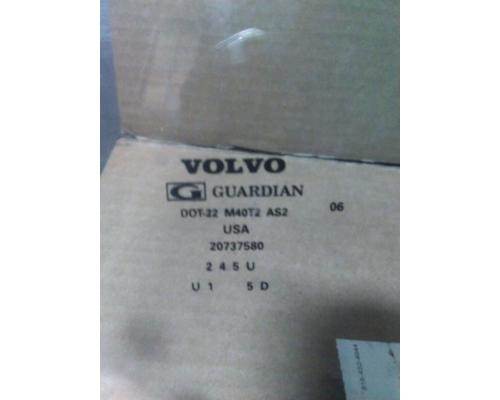 VOLVO
G GUARDIAN
DOT-22 M40T2 AS2 06
USA
20737580
2 4 5 U
U 1 5 D